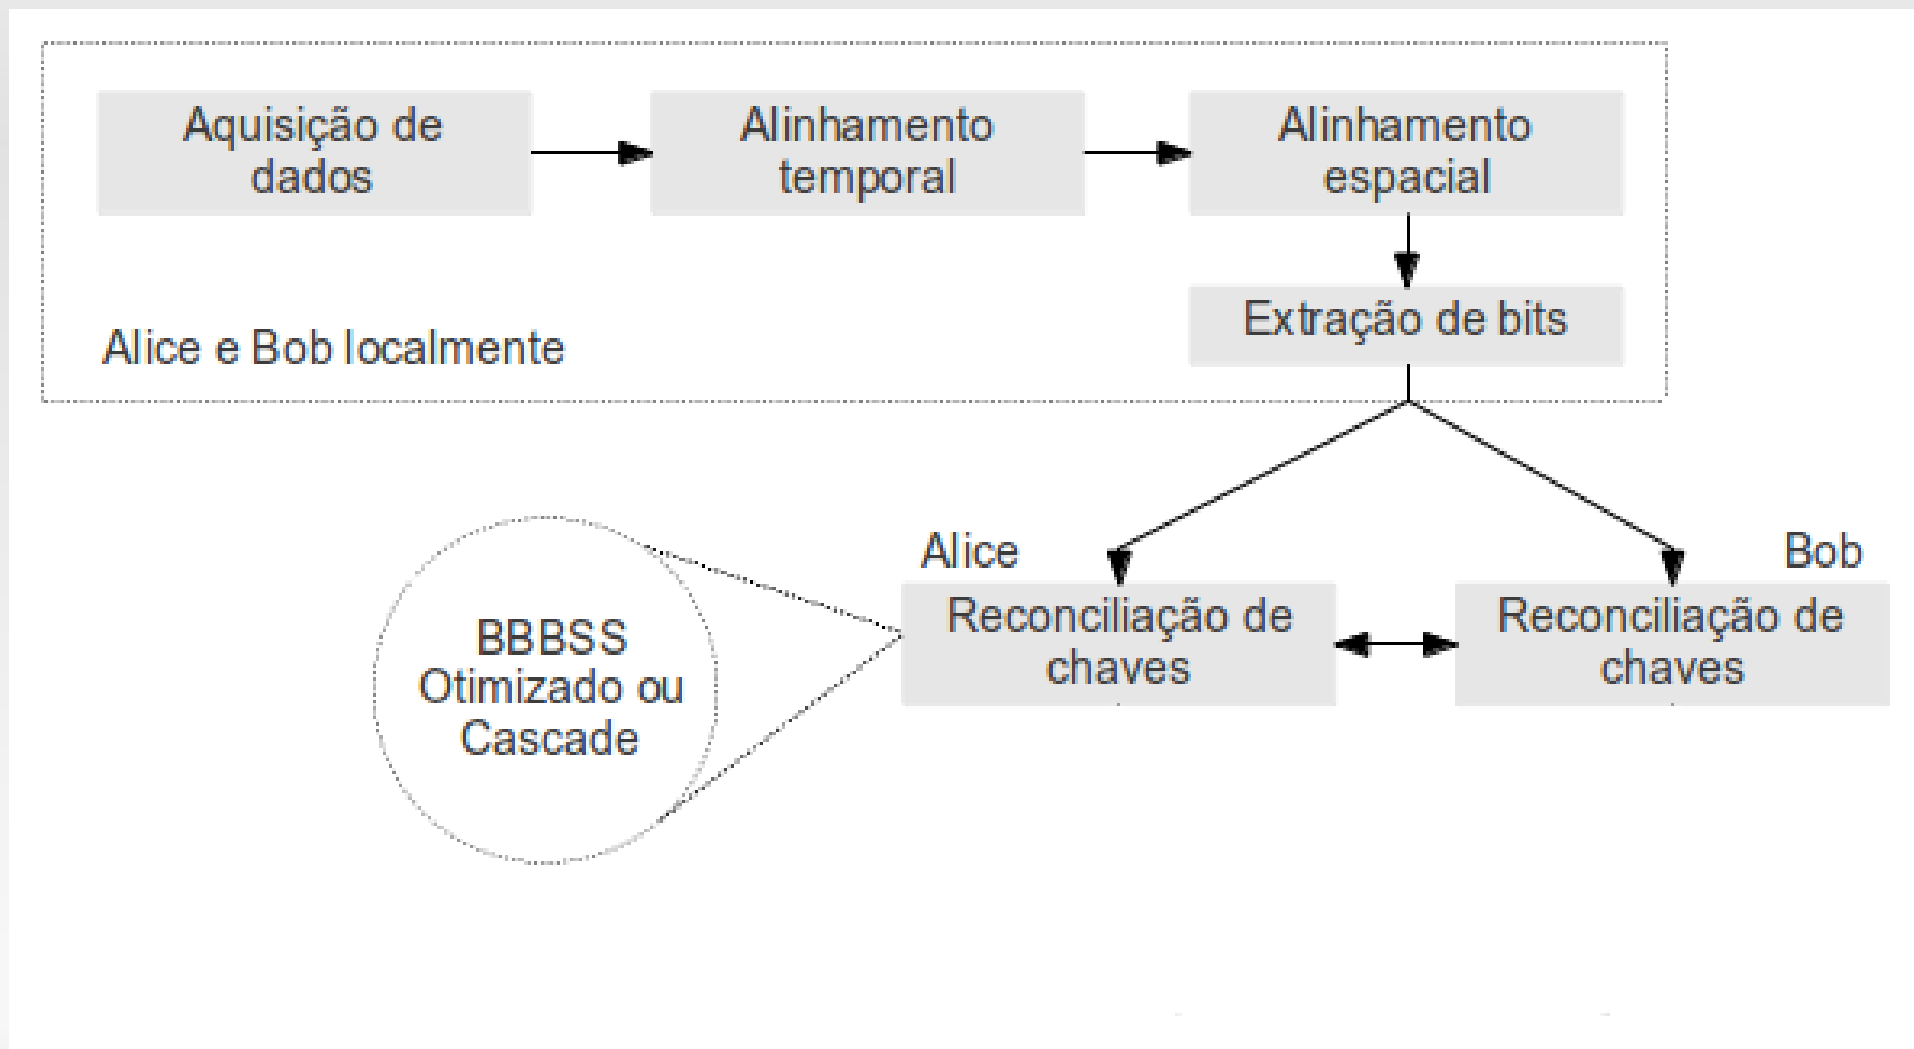 Aquisição de
dados
Alinhamento
temporal
Alinhamento
espacial
Extração de bits
Alice e Bob localmente
Alice
Bob
Reconciliação de
chaves
Reconciliação de
chaves
BBBSS
Otimizado ou
Cascade